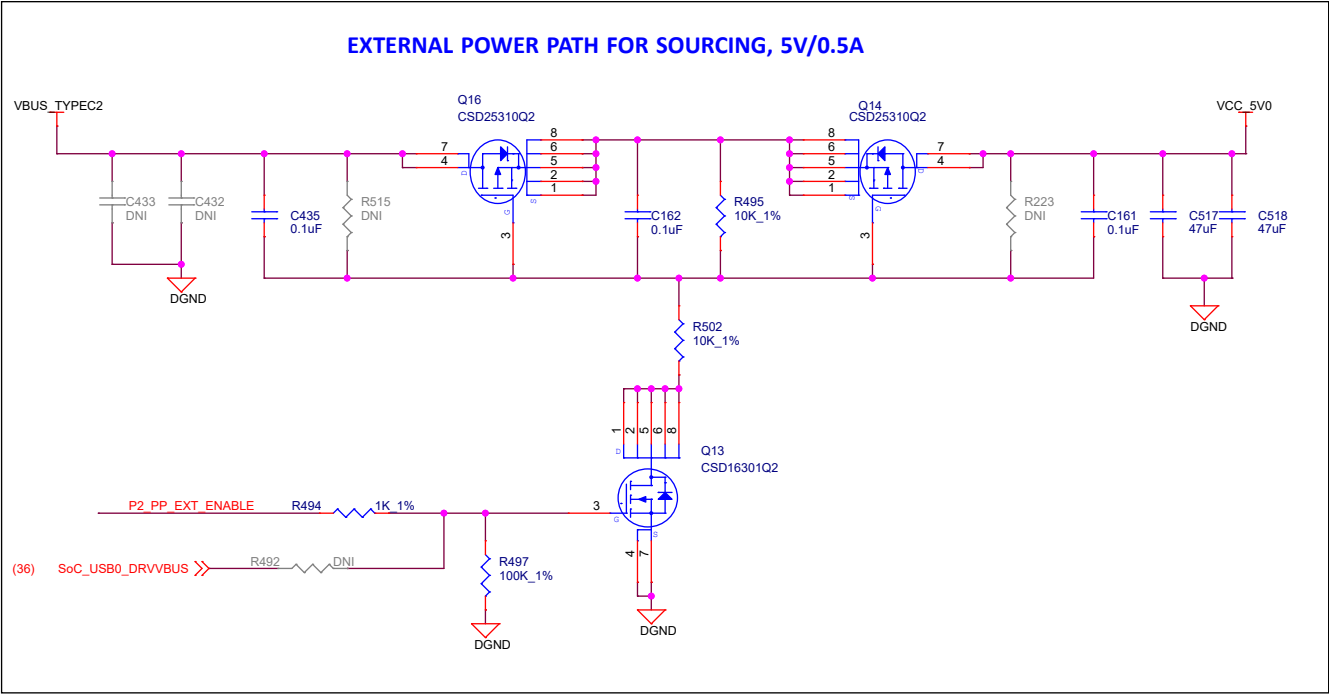 EXTERNAL POWER PATH FOR SOURCING, 5V/0.5A
VBUS_TYPEC2
Q16
CSD25310Q2
Q14
CSD25310Q2
VCC_5V0
7
4
8
6
5
2
1
8
6
5
2
1
7
4
D
S
G
3
S
D
G
3
C433
DNI
C432
DNI
C435
0.1uF
R515
DNI
C162
0.1uF
R495
10K_1%
R223
DNI
C161
0.1uF
C517
47uF
C518
47uF
DGND
DGND
R502
10K_1%
1
2
5
6
8
D
Q13
CSD16301Q2
P2_PP_EXT_ENABLE
R494
1K_1%
3
G
S
4
7
(36)
SoC_USB0_DRVVBUS
R492
DNI
R497
100K_1%
DGND
DGND